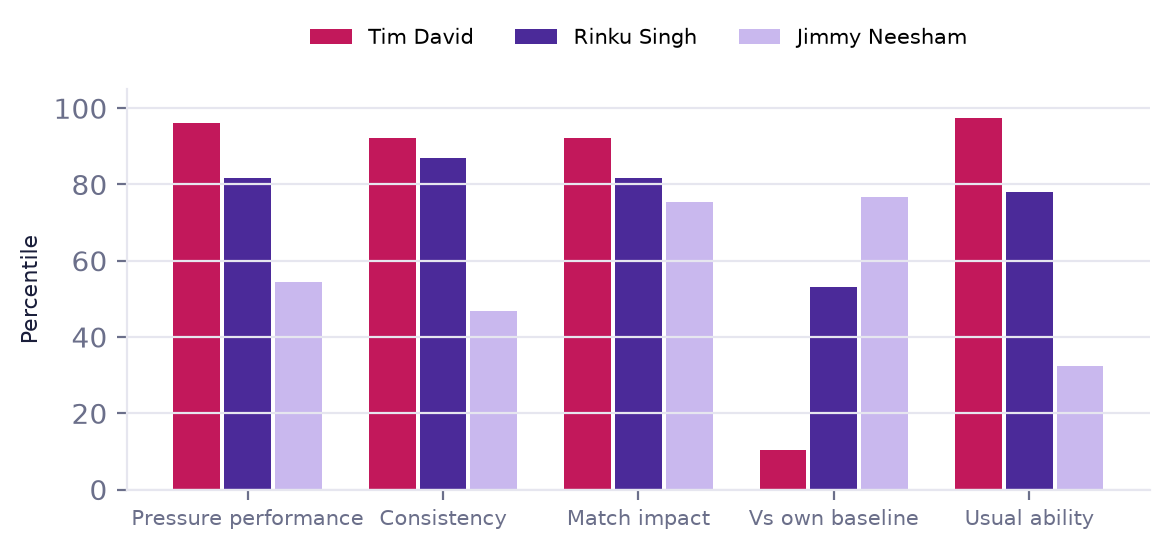 Tim David Rinku Singh Jimmy Neesham
Percentile
100
80
60
40
20
0
Pressure performance Consistency Match impact Vs own baseline Usual ability